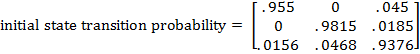 initial state transition probability = [ .955 0 .045
0 .9815 .0185
.0156 .0468 .9376 ]